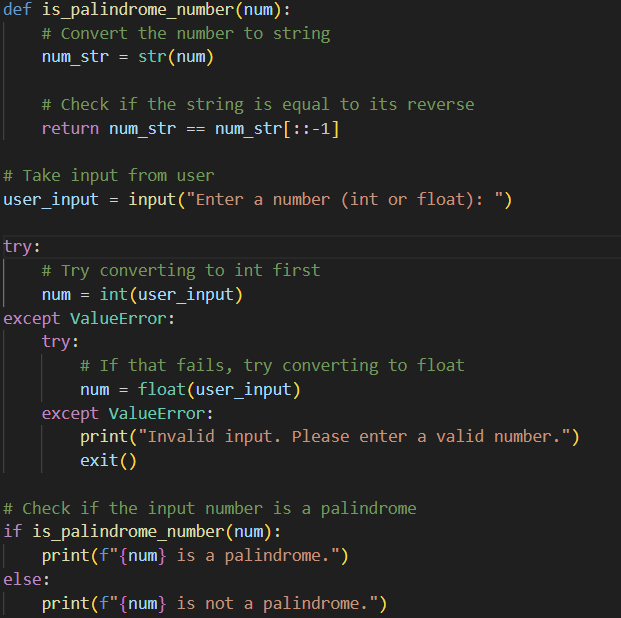 def is_palindrome_number(num):
    # Convert the number to string
    num_str = str(num)

    # Check if the string is equal to its reverse
    return num_str == num_str[::-1]

# Take input from user
user_input = input("Enter a number (int or float): ")

try:
    # Try converting to int first
    num = int(user_input)
except ValueError:
    try:
        # If that fails, try converting to float
        num = float(user_input)
    except ValueError:
        print("Invalid input. Please enter a valid number.")
        exit()

# Check if the input number is a palindrome
if is_palindrome_number(num):
    print(f"{num} is a palindrome.")
else:
    print(f"{num} is not a palindrome.")